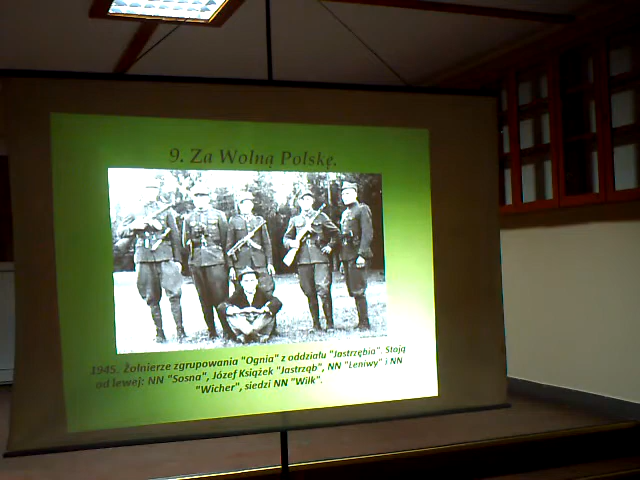 9. Za Wolną Polskę.
1945. Żołnierze zgrupowania "Ognia" z oddziału "Jastrzębia". Stoją
od lewej: NN "Sosna", Józef Książek "Jastrząb", NN "Leniwy" i NN
"Wicher", siedzi NN "Wilk".